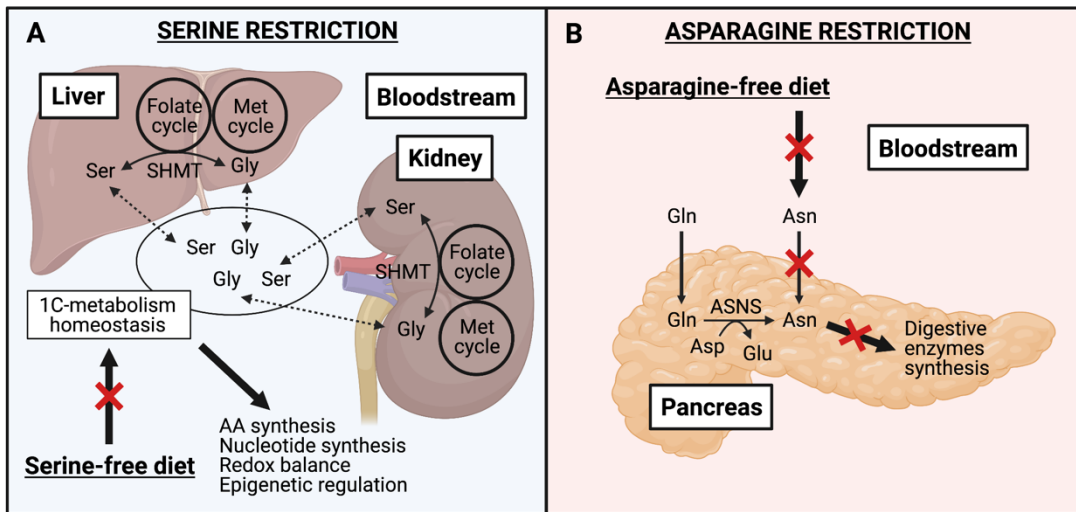 A
SERINE RESTRICTION
Liver
Folate
cycle
Met
cycle
Bloodstream
Ser
SHMT
Gly
Kidney
Ser
Ser
Gly
Gly
Ser
SHMT
Folate
cycle
Gly
Met
cycle
1C-metabolism
homeostasis
AA synthesis
Nucleotide synthesis
Redox balance
Epigenetic regulation
Serine-free diet
B
ASPARAGINE RESTRICTION
Asparagine-free diet
Bloodstream
Gln
Asn
Gln
ASNS
Asn
Asp
Glu
Digestive
enzymes
synthesis
Pancreas